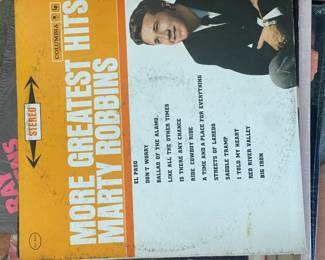 COLUMBIA
STEREO
MORE GREATEST HITS
MARTY ROBBINS
EL PASO
DON'T WORRY
BALLAD OF THE ALAMO
LIKE ALL THE OTHER TIMES
IS THERE ANY CHANCE
RIDE, COWBOY RIDE
A TIME AND A PLACE FOR EVERYTHING
STREETS OF LAREDO
SADDLE TRAMP
I TOLD MY HEART
RED RIVER VALLEY
BIG IRON